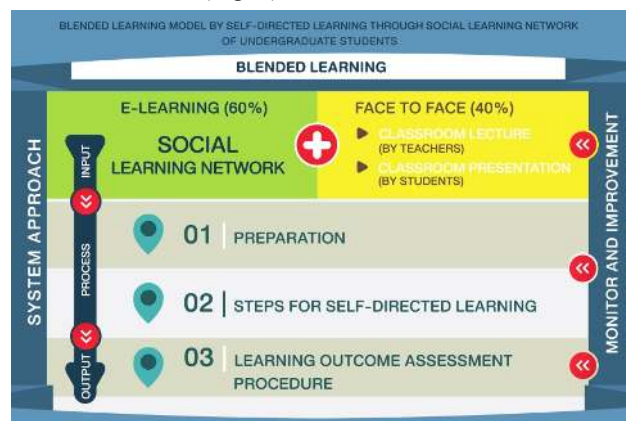 BLENDED LEARNING MODEL BY SELF-DIRECTED LEARNING THROUGH SOCIAL LEARNING NETWORK
OF UNDERGRADUATE STUDENTS
BLENDED LEARNING
E-LEARNING (60%)
SOCIAL
LEARNING NETWORK
FACE TO FACE (40%)
CLASSROOM LECTURE
(BY TEACHERS)
CLASSROOM PRESENTATION
(BY STUDENTS)
SYSTEM APPROACH
INPUT
PROCESS
OUTPUT
01 PREPARATION
02 STEPS FOR SELF-DIRECTED LEARNING
03 LEARNING OUTCOME ASSESSMENT
PROCEDURE
MONITOR AND IMPROVEMENT